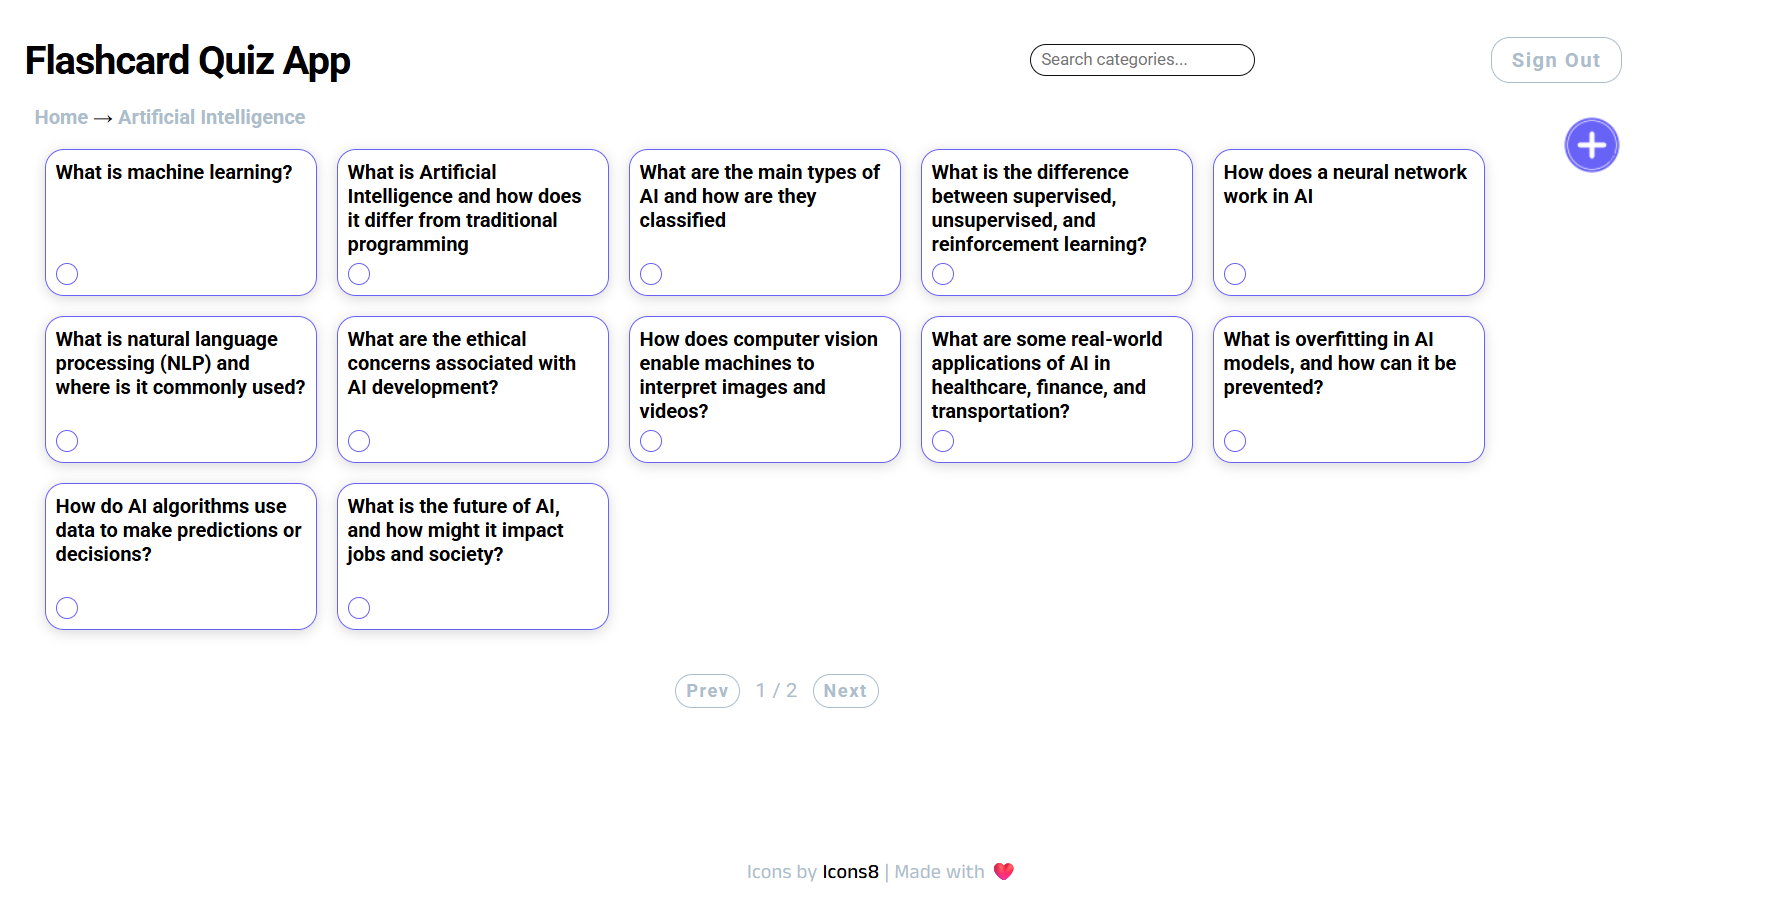 Flashcard Quiz App
Search categories...
Sign Out
Home → Artificial Intelligence
What is machine learning?
What is Artificial
Intelligence and how does
it differ from traditional
programming
What are the main types of
AI and how are they
classified
What is the difference
between supervised,
unsupervised, and
reinforcement learning?
How does a neural network
work in AI
What is natural language
processing (NLP) and
where is it commonly used?
What are the ethical
concerns associated with
AI development?
How does computer vision
enable machines to
interpret images and
videos?
What are some real-world
applications of AI in
healthcare, finance, and
transportation?
What is overfitting in AI
models, and how can it be
prevented?
How do AI algorithms use
data to make predictions or
decisions?
What is the future of AI,
and how might it impact
jobs and society?
Prev 1 / 2 Next
Icons by Icons8 | Made with